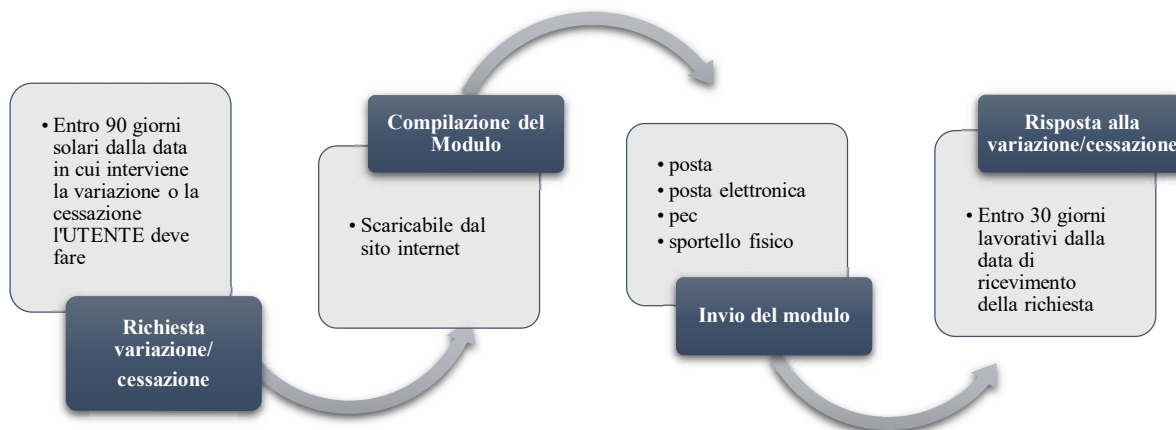 • Entro 90 giorni
solari dalla data
in cui interviene
la variazione o la
cessazione
l'UTENTE deve
fare
Richiesta
variazione/
cessazione
Compilazione del
Modulo
• Scaricabile dal
sito internet
• posta
• posta elettronica
• pec
• sportello fisico
Invio del modulo
Risposta alla
variazione/cessazione
• Entro 30 giorni
lavorativi dalla
data di
ricevimento
della richiesta